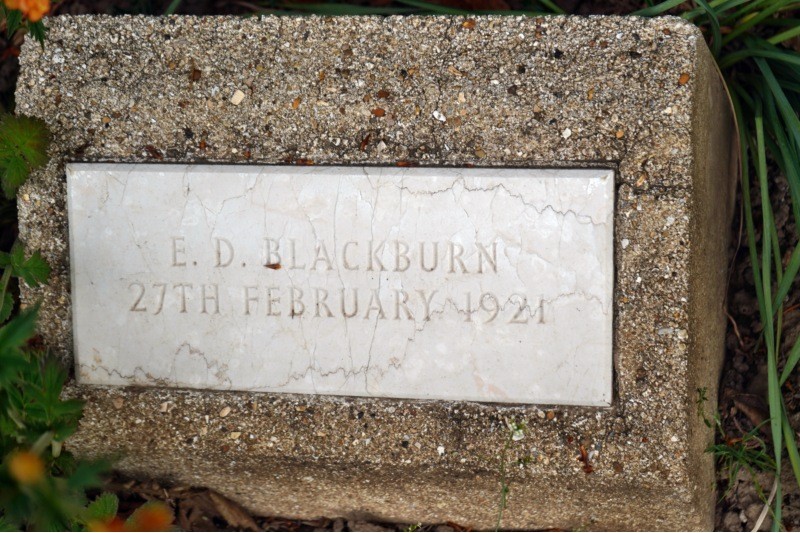 E. D. BLACKBURN
27TH FEBRUARY 1921